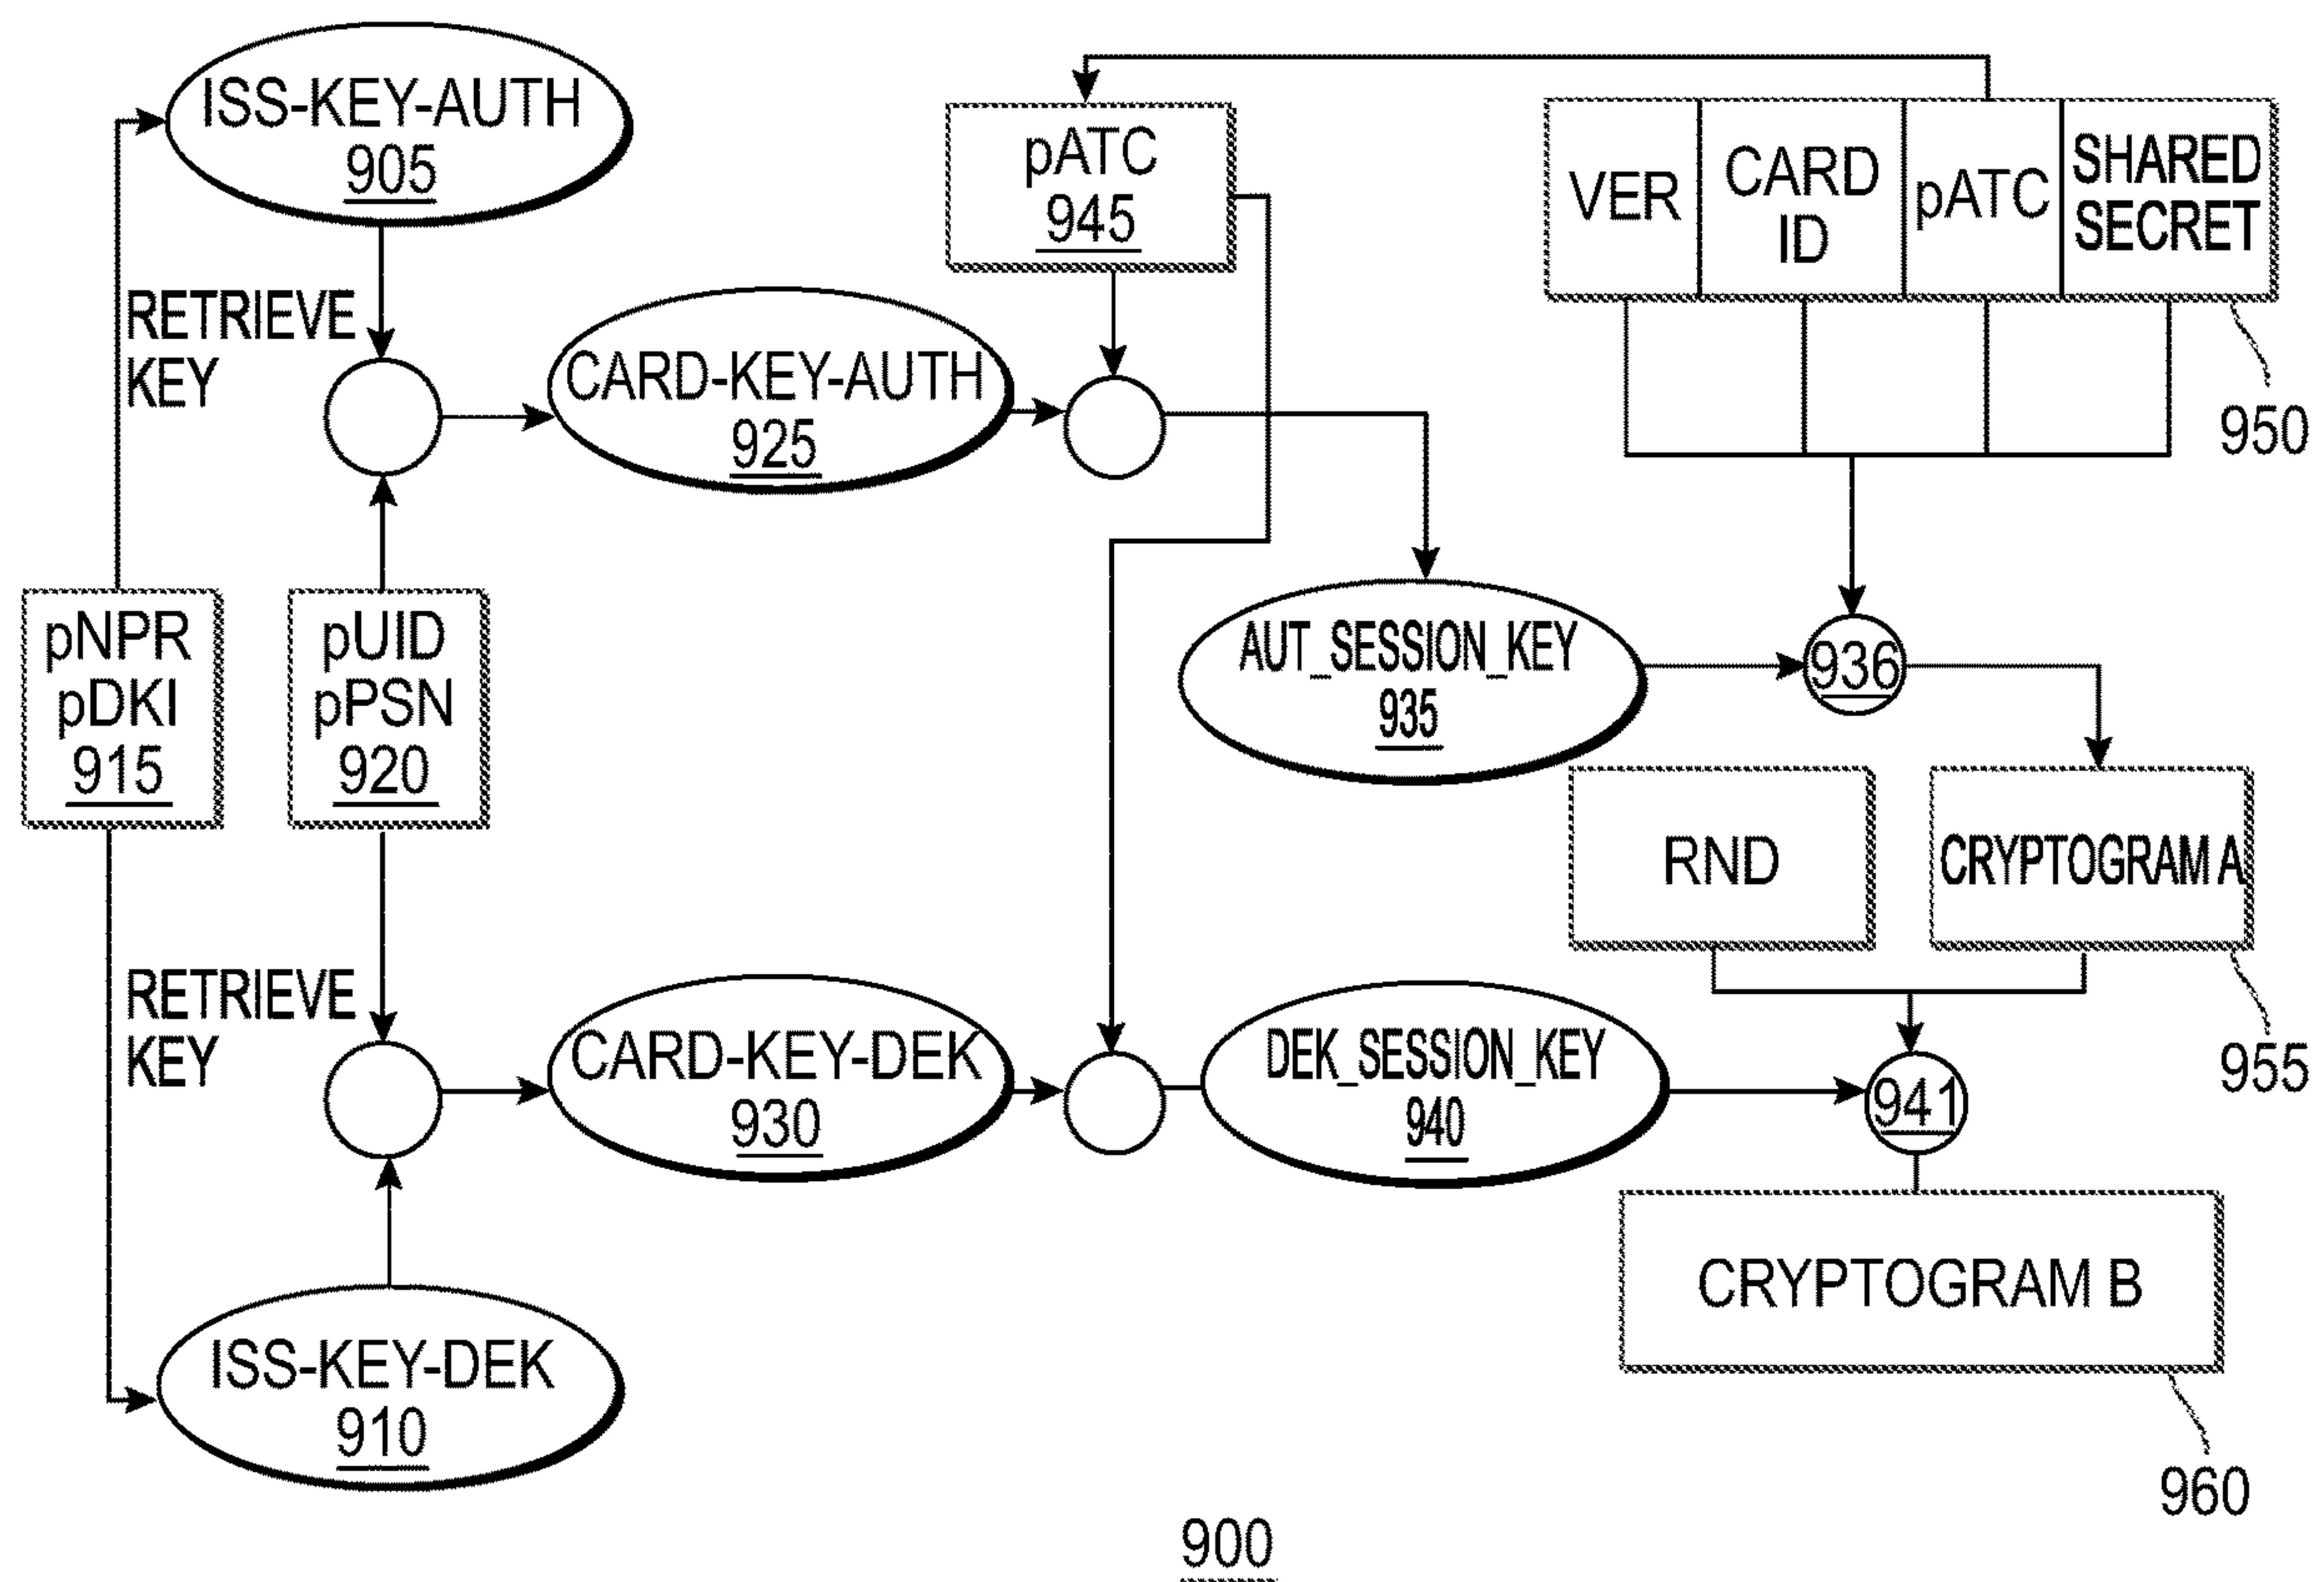 ISS-KEY-AUTH
905
RETRIEVE
KEY
pATC
945
VER
CARD
ID
pATC
SHARED
SECRET
950
CARD-KEY-AUTH
925
pNPR
pDKI
915
pUID
pPSN
920
AUT_SESSION_KEY
935
936
RND
CRYPTOGRAM A
955
RETRIEVE
KEY
CARD-KEY-DEK
930
DEK_SESSION_KEY
940
941
CRYPTOGRAM B
960
ISS-KEY-DEK
910
900